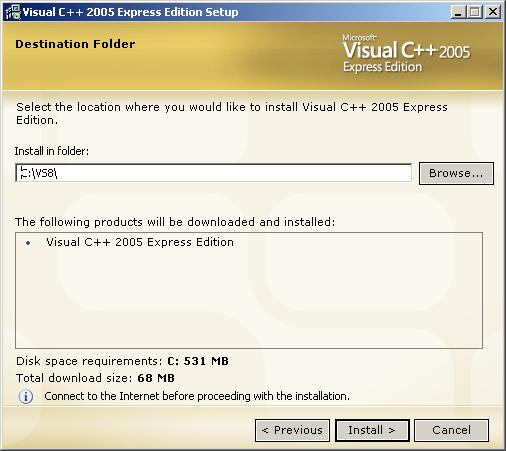 Visual C++ 2005 Express Edition Setup
Destination Folder
Microsoft
Visual C++ 2005
Express Edition
Select the location where you would like to install Visual C++ 2005 Express
Edition.
Install in folder:
C:\VS8\
Browse...
The following products will be downloaded and installed:
• Visual C++ 2005 Express Edition
Disk space requirements: C: 531 MB
Total download size: 68 MB
Connect to the Internet before proceeding with the installation.
< Previous Install > Cancel